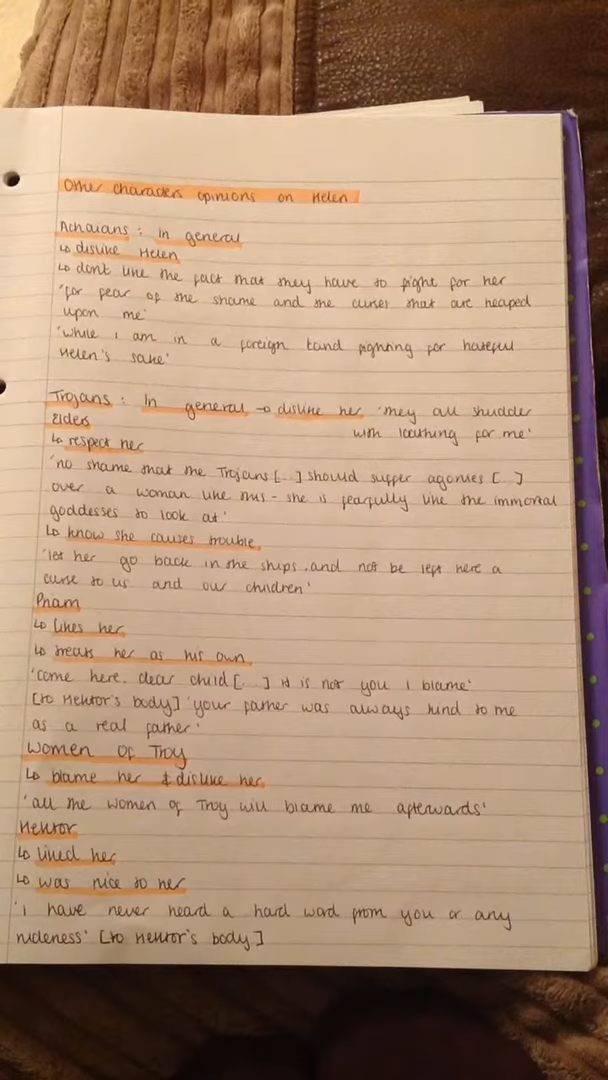 Other characters opinions on Helen
Achaians : In general
↳ dislike Helen
↳ dont like the fact that they have to fight for her
'for fear of the shame and the curses that are heaped
upon me'
'while I am in a foreign land fighting for hateful
Helen's sake'
Trojans : In general → dislike her 'they all shudder
with loathing for me'
Elders
↳ respect her
'no shame that the Trojans [...] should suffer agonies [...]
over a woman like this - she is fearfully like the immortal
goddesses to look at'
↳ know she causes trouble
'let her go back in the ships, and not be left here a
curse to us and our children'
Priam
↳ likes her
↳ treats her as his own
'come here, dear child [...] it is not you I blame'
[to Hektor's body] 'your father was always kind to me
as a real father'
Women of Troy
↳ blame her & dislike her
'all the women of Troy will blame me afterwards'
Hektor
↳ liked her
↳ was nice to her
'I have never heard a hard word from you or any
rudeness' [to Hektor's body]